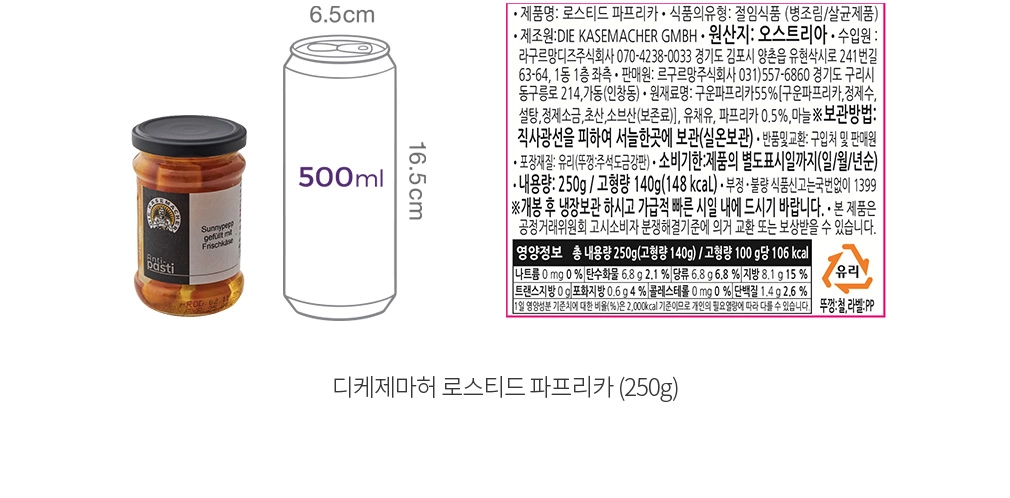 6.5cm
500ml
16.5cm
DIE KASEMACHER
Sunnypepp
gefüllt mit
Frischkäse
anti-
pasti
• 제품명: 로스티드 파프리카 • 식품의유형: 절임식품 (병조림/살균제품)
• 제조원:DIE KASEMACHER GMBH • 원산지: 오스트리아 • 수입원 :
라구르망디즈주식회사 070-4238-0033 경기도 김포시 양촌읍 유현삭시로 241번길
63-64, 1동 1층 좌측 • 판매원: 르구르망주식회사 031)557-6860 경기도 구리시
동구릉로 214,가동(인창동) • 원재료명: 구운파프리카55%[구운파프리카,정제수,
설탕,정제소금,초산,소브산(보존료)], 유채유, 파프리카 0.5%,마늘 ※보관방법:
직사광선을 피하여 서늘한곳에 보관(실온보관) • 반품및교환: 구입처 및 판매원
• 포장재질: 유리(뚜껑:주석도금강판) • 소비기한:제품의 별도표시일까지(일/월/년순)
• 내용량: 250g / 고형량 140g(148 kcaL) • 부정•불량 식품신고는국번없이 1399
※개봉 후 냉장보관 하시고 가급적 빠른 시일 내에 드시기 바랍니다. • 본 제품은
공정거래위원회 고시소비자 분쟁해결기준에 의거 교환 또는 보상받을 수 있습니다.
영양정보 총 내용량 250g(고형량 140g) / 고형량 100 g당 106 kcal
나트륨 0 mg 0 % 탄수화물 6.8 g 2.1 % 당류 6.8 g 6.8 % 지방 8.1 g 15 %
트랜스지방 0 g 포화지방 0.6 g 4 % 콜레스테롤 0 mg 0 % 단백질 1.4 g 2.6 %
1일 영양성분 기준치에 대한 비율(%)은 2,000kcal 기준이므로 개인의 필요열량에 따라 다를 수 있습니다.
유리
뚜껑:철,라벨:PP
디케제마허 로스티드 파프리카 (250g)